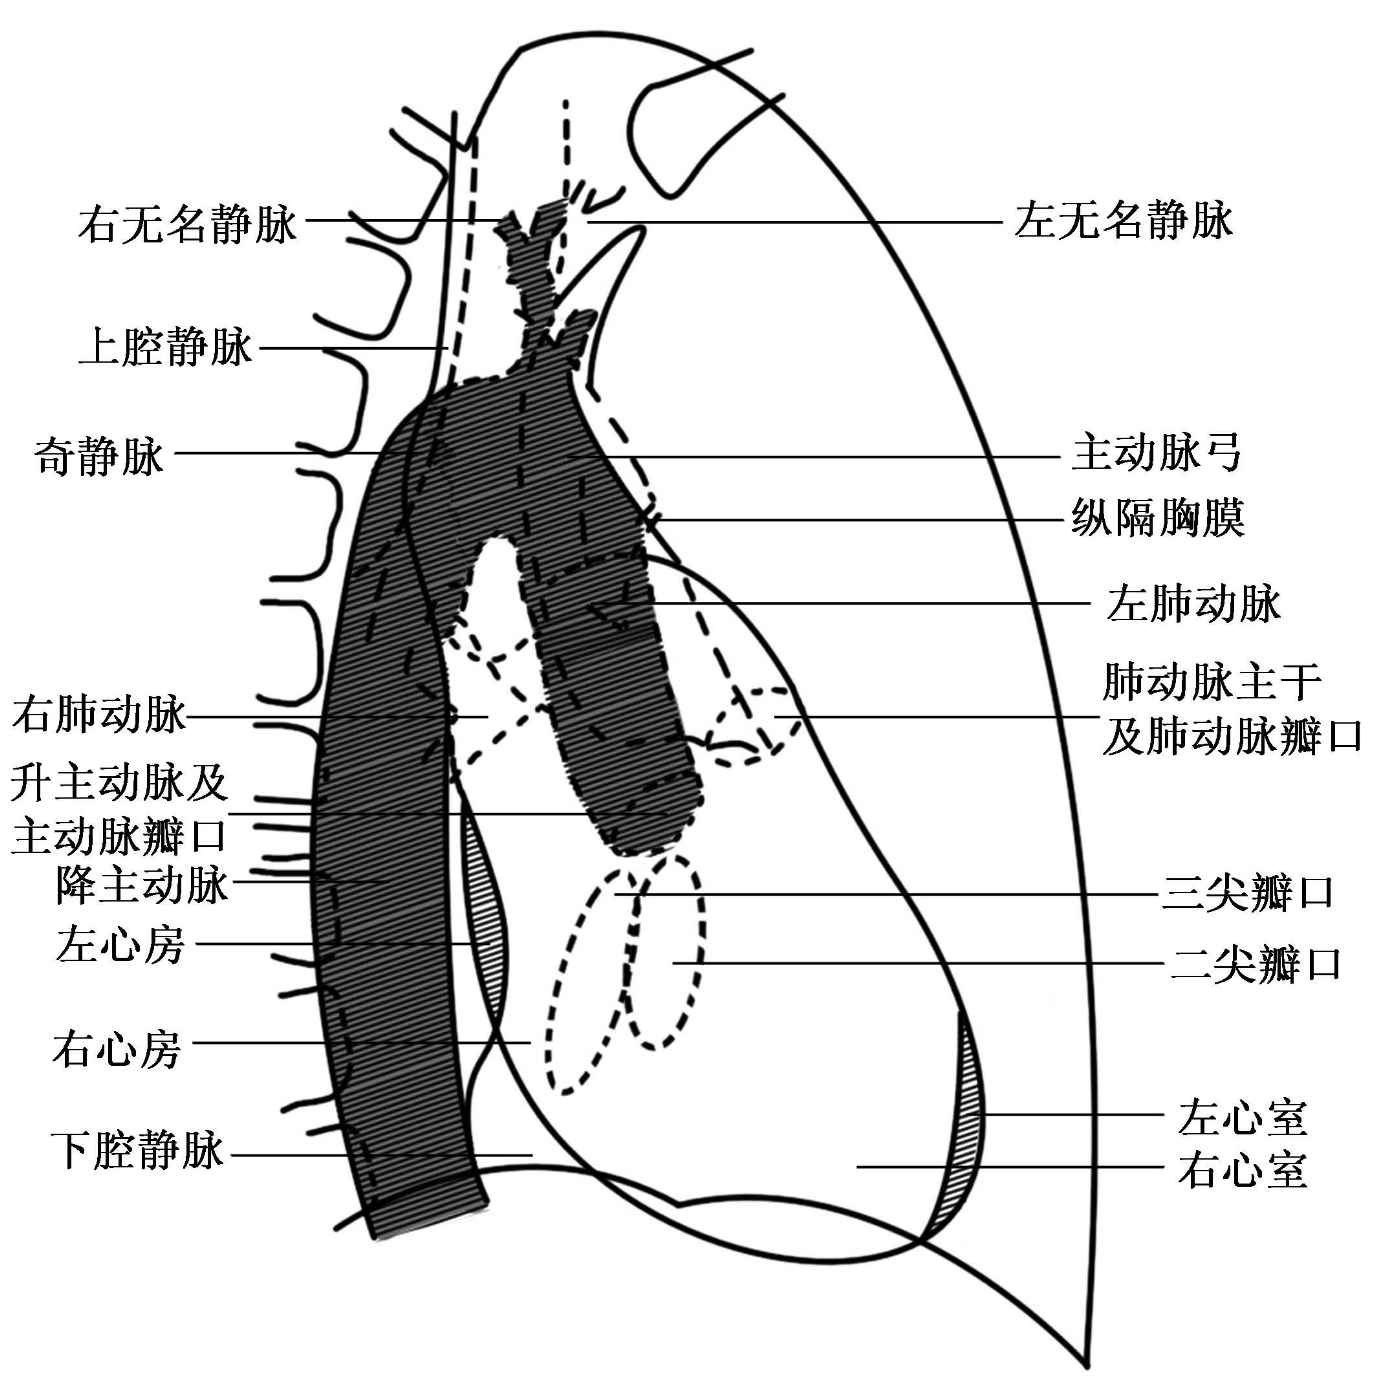 右无名静脉
左无名静脉
上腔静脉
奇静脉
主动脉弓
纵隔胸膜
左肺动脉
肺动脉主干
及肺动脉瓣口
右肺动脉
升主动脉及
主动脉瓣口
降主动脉
三尖瓣口
左心房
二尖瓣口
右心房
左心室
下腔静脉
右心室